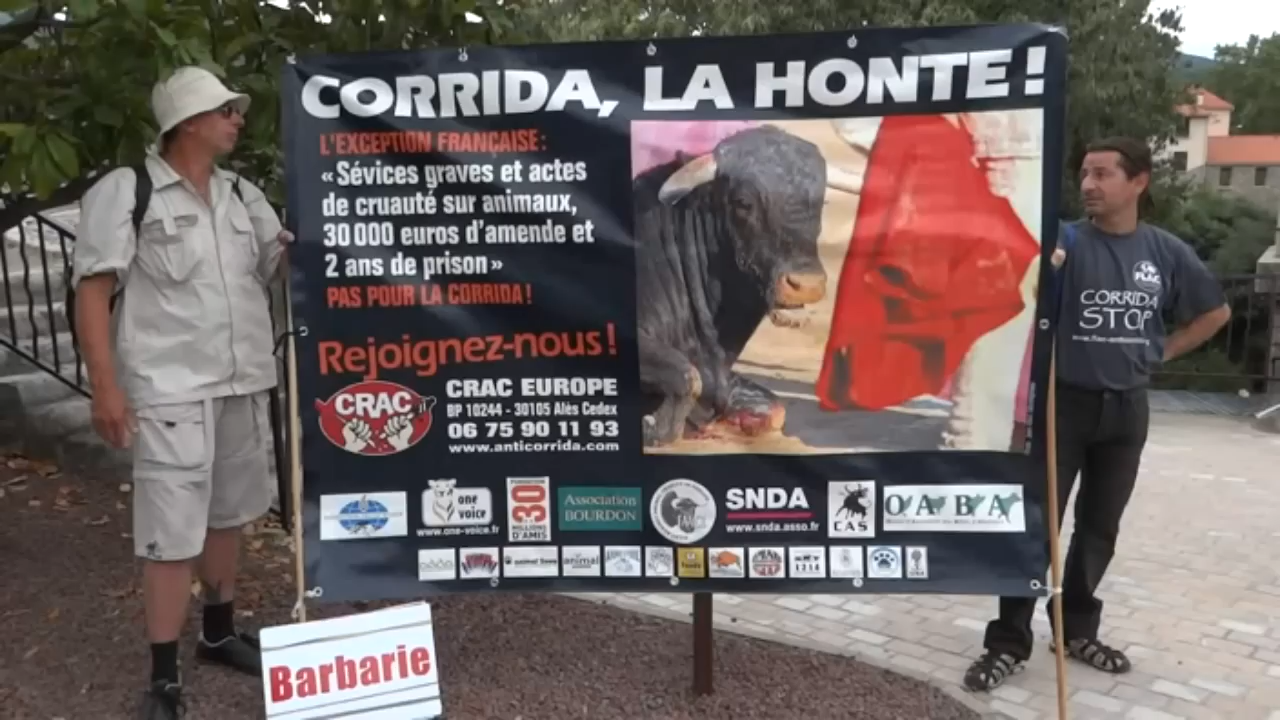 CORRIDA, LA HONTE !
L'EXCEPTION FRANÇAISE :
« Sévices graves et actes
de cruauté sur animaux,
30 000 euros d'amende et
2 ans de prison »
PAS POUR LA CORRIDA !
Rejoignez-nous !
CRAC
CRAC EUROPE
BP 10244 - 30105 Alès Cedex
06 75 90 11 93
www.anticorrida.com
one
voice
www.one-voice.fr
FONDATION
30
MILLIONS
D'AMIS
Association
BOURDON
SNDA
www.snda.asso.fr
CAS
OABA
animal
Barbarie
FLAC
CORRIDA
STOP